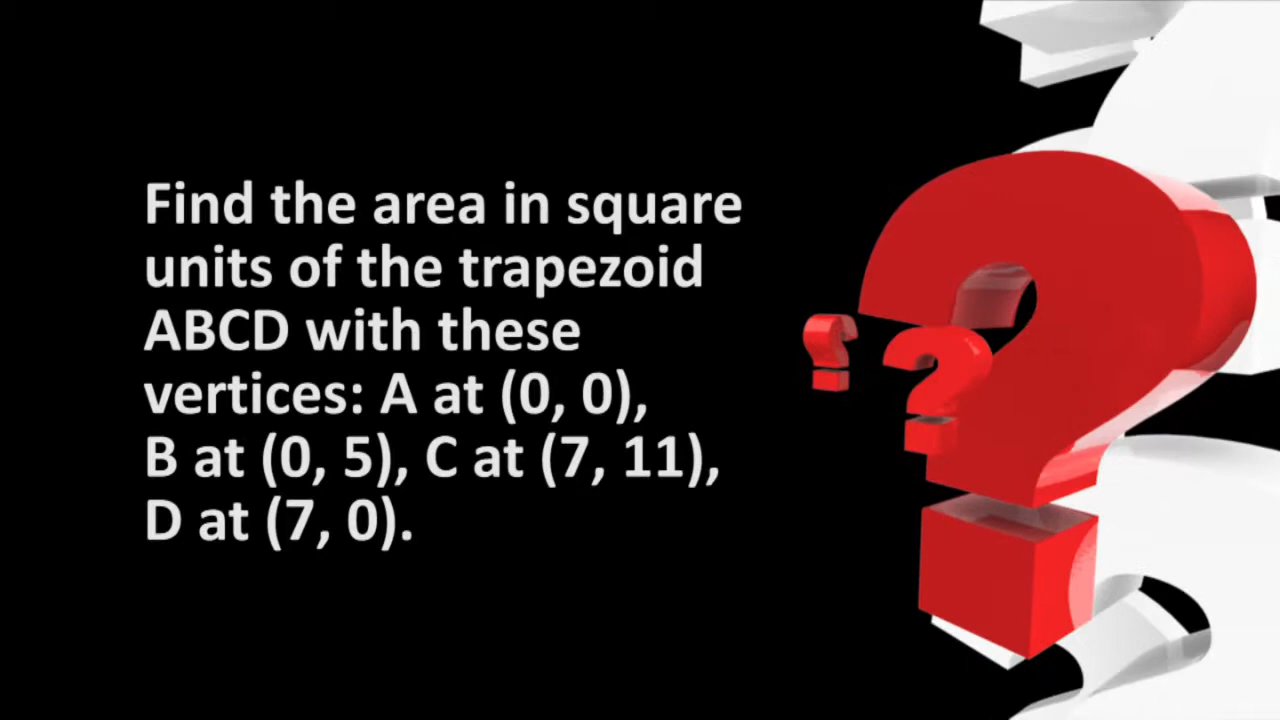 Find the area in square
units of the trapezoid
ABCD with these
vertices: A at (0, 0),
B at (0, 5), C at (7, 11),
D at (7, 0).